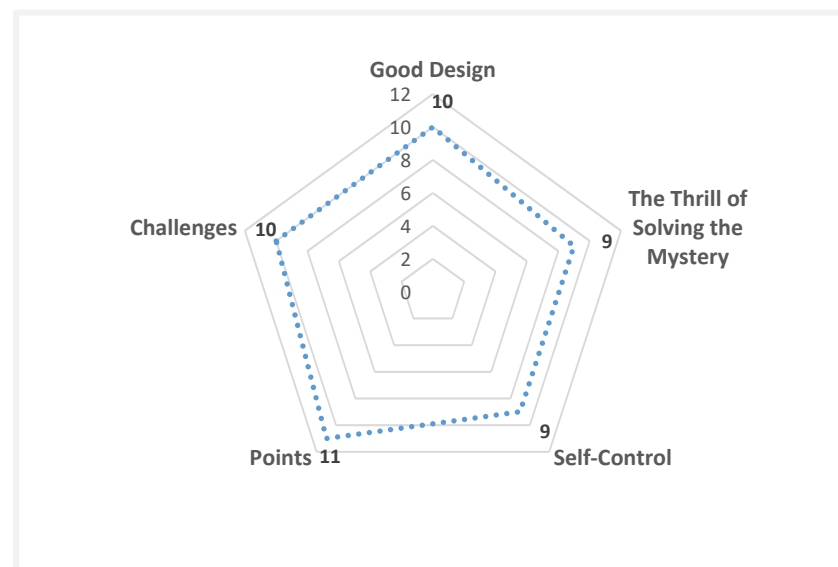 Good Design
12
10
10
8
6
4
2
0
The Thrill of
Solving the
Mystery
9
Challenges
10
9
Points
11
Self-Control